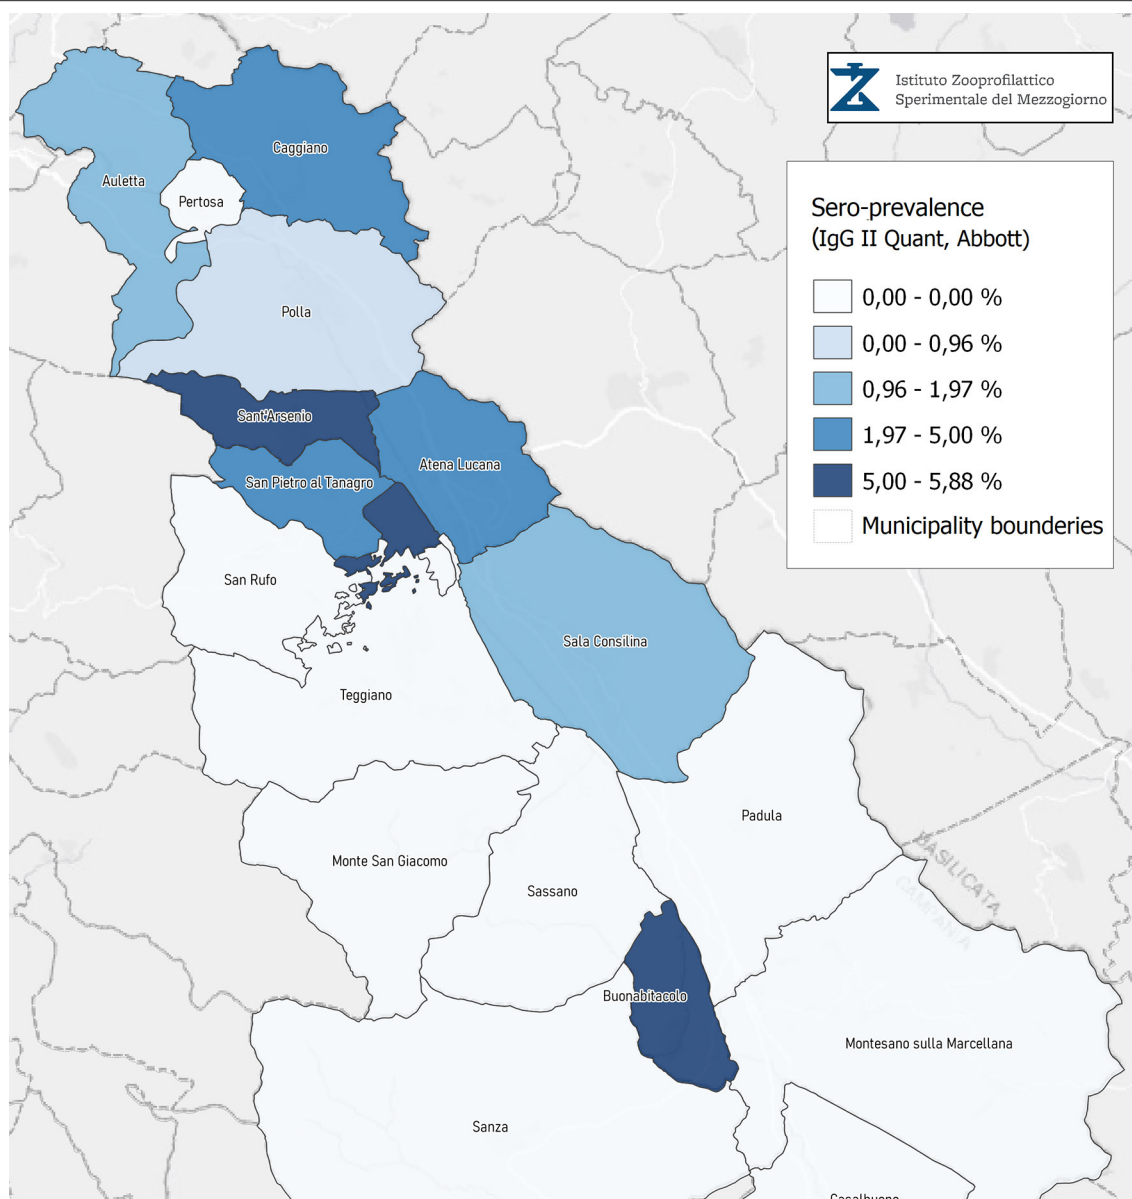 Istituto Zooprofilattico
Sperimentale del Mezzogiorno
Sero-prevalence
(IgG II Quant, Abbott)
0,00 - 0,00 %
0,00 - 0,96 %
0,96 - 1,97 %
1,97 - 5,00 %
5,00 - 5,88 %
Municipality bounderies
Caggiano
Auletta
Pertosa
Polla
Sant'Arsenio
Atena Lucana
San Pietro al Tanagro
San Rufo
Sala Consilina
Teggiano
Padula
Monte San Giacomo
Sassano
BASILICATA
CAMPANIA
Buonabitacolo
Montesano sulla Marcellana
Sanza